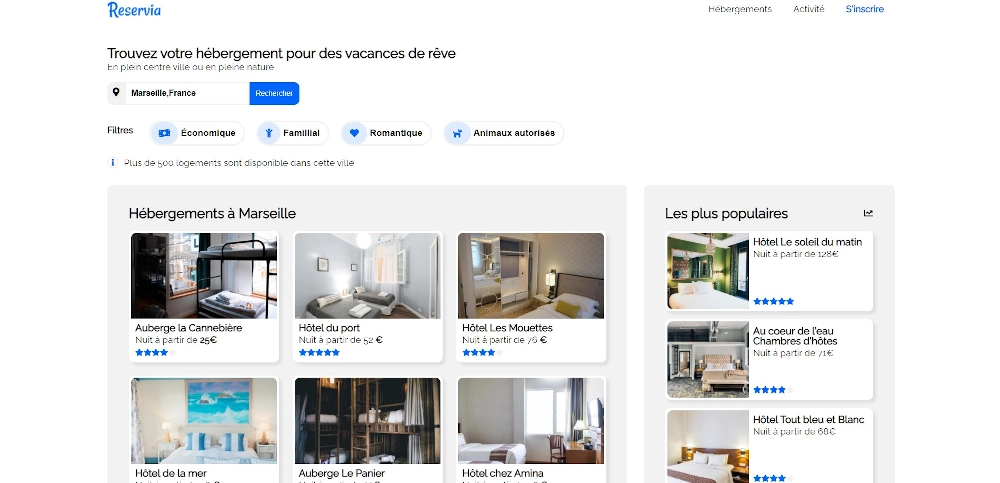 Reservia
Hébergements Activité S'inscrire
Trouvez votre hébergement pour des vacances de rêve
En plein centre ville ou en pleine nature
Marseille,France Rechercher
Filtres Économique Famillial Romantique Animaux autorisés
Plus de 500 logements sont disponible dans cette ville
Hébergements à Marseille
Auberge la Cannebière
Nuit à partir de 25€
Hôtel du port
Nuit à partir de 52 €
Hôtel Les Mouettes
Nuit à partir de 76 €
Hôtel de la mer
Auberge Le Panier
Hôtel chez Amina
Les plus populaires
Hôtel Le soleil du matin
Nuit à partir de 128€
Au coeur de l'eau
Chambres d'hôtes
Nuit à partir de 71€
Hôtel Tout bleu et Blanc
Nuit à partir de 68€